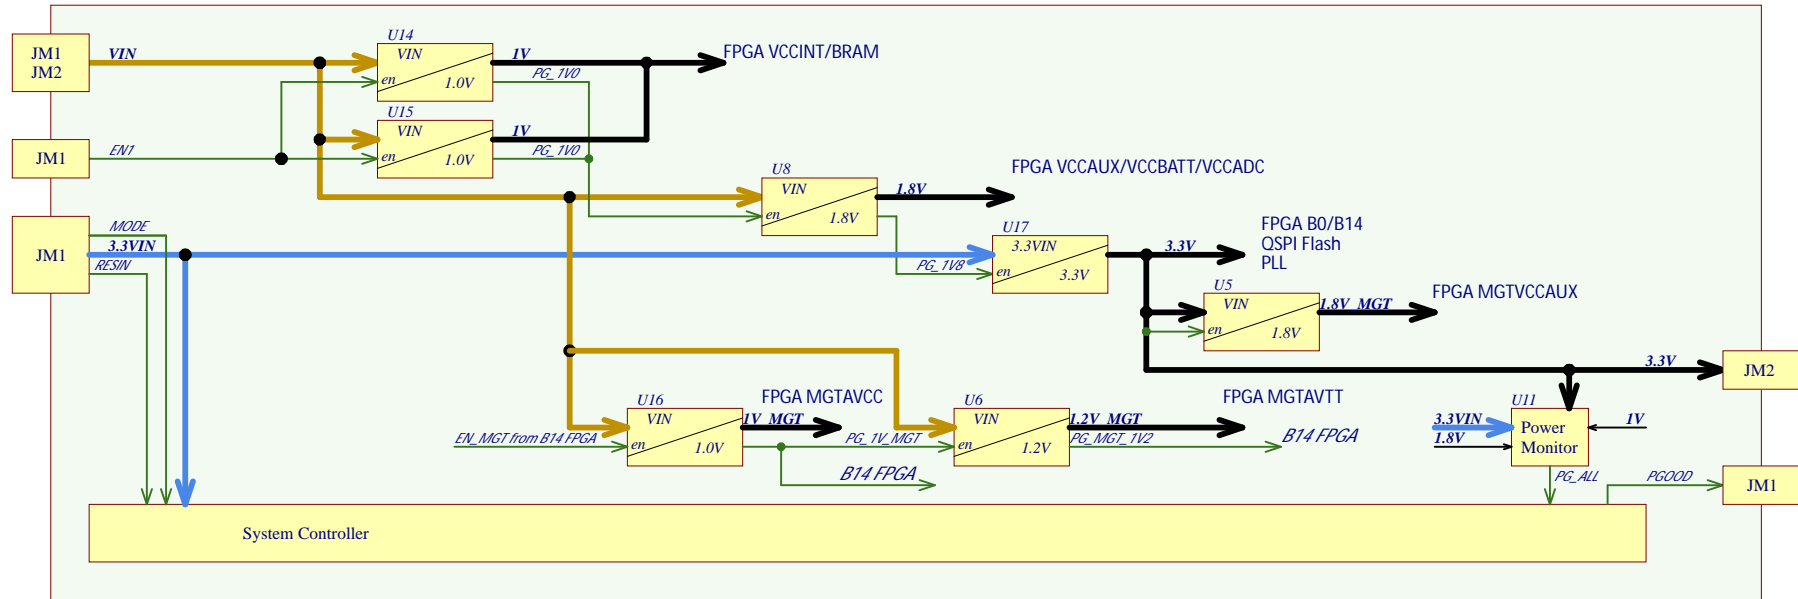 JM1
JM2
VIN
U14
VIN
en
1.0V
1V
PG_1V0
FPGA VCCINT/BRAM
JM1
EN1
U15
VIN
en
1.0V
1V
PG_1V0
U8
VIN
en
1.8V
1.8V
FPGA VCCAUX/VCCBATT/VCCADC
JM1
MODE
3.3VIN
RESIN
PG_1V8
U17
3.3VIN
en
3.3V
3.3V
FPGA B0/B14
QSPI Flash
PLL
U5
VIN
en
1.8V
1.8V_MGT
FPGA MGTVCCAUX
3.3V
JM2
EN_MGT from B14 FPGA
U16
VIN
en
1.0V
1V_MGT
FPGA MGTAVCC
PG_1V_MGT
B14 FPGA
U6
VIN
en
1.2V
1.2V_MGT
FPGA MGTAVTT
PG_MGT_1V2
B14 FPGA
U11
3.3VIN
1.8V
Power
Monitor
1V
PG_ALL
PGOOD
JM1
System Controller